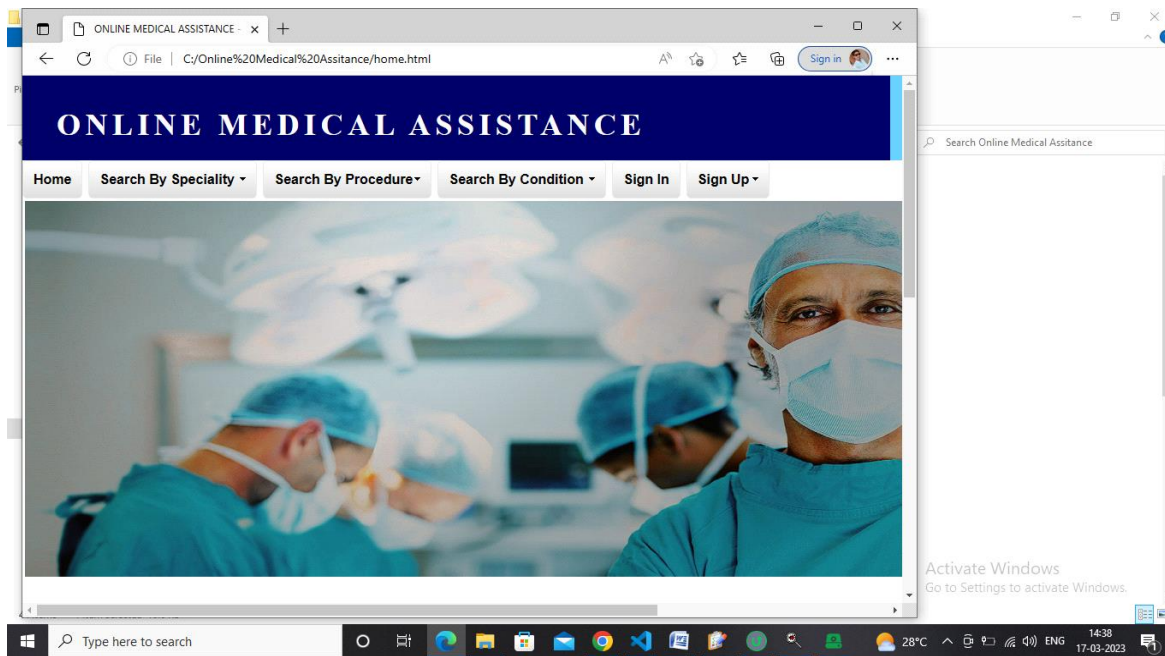 ONLINE MEDICAL ASSISTANCE -
File | C:/Online%20Medical%20Assitance/home.html
Sign in
ONLINE MEDICAL ASSISTANCE
Search Online Medical Assitance
Home Search By Speciality Search By Procedure Search By Condition Sign In Sign Up
Activate Windows
Go to Settings to activate Windows.
Type here to search
28°C ENG 14:38
17-03-2023
1